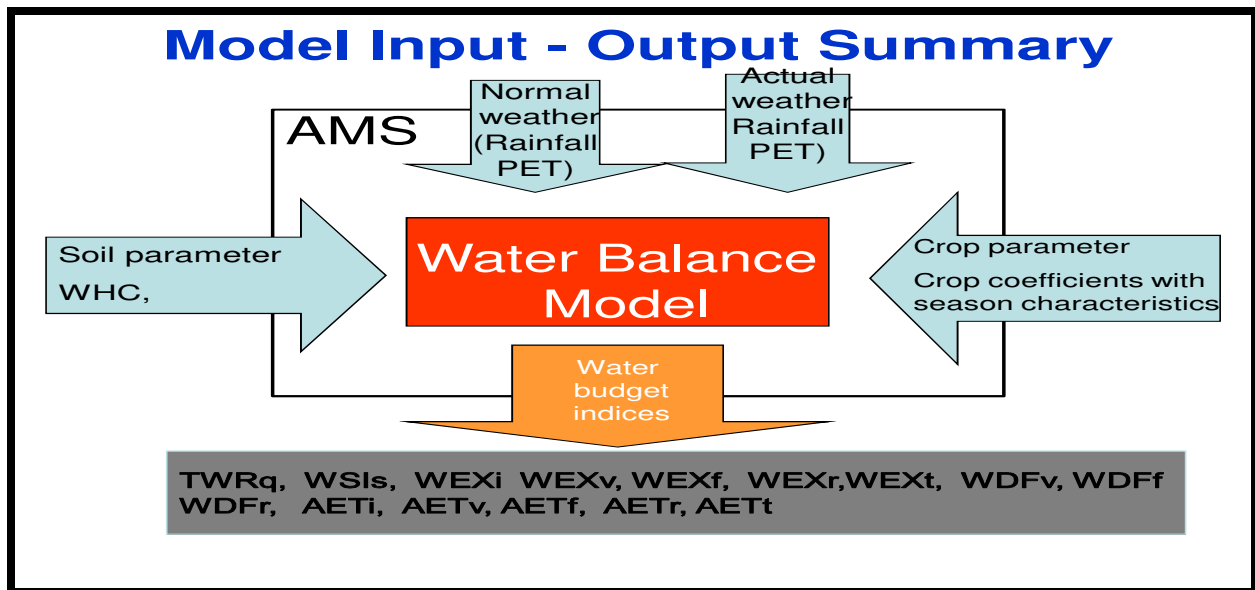 Model Input - Output Summary
AMS
Normal
weather
(Rainfall
PET)
Actual
weather
Rainfall
PET)
Soil parameter
WHC,
Water Balance
Model
Crop parameter
Crop coefficients with
season characteristics
Water
budget
indices
TWRq, WSIs, WEXi WEXv, WEXf, WEXr,WEXt, WDFv, WDFf
WDFr, AETi, AETv, AETf, AETr, AETt